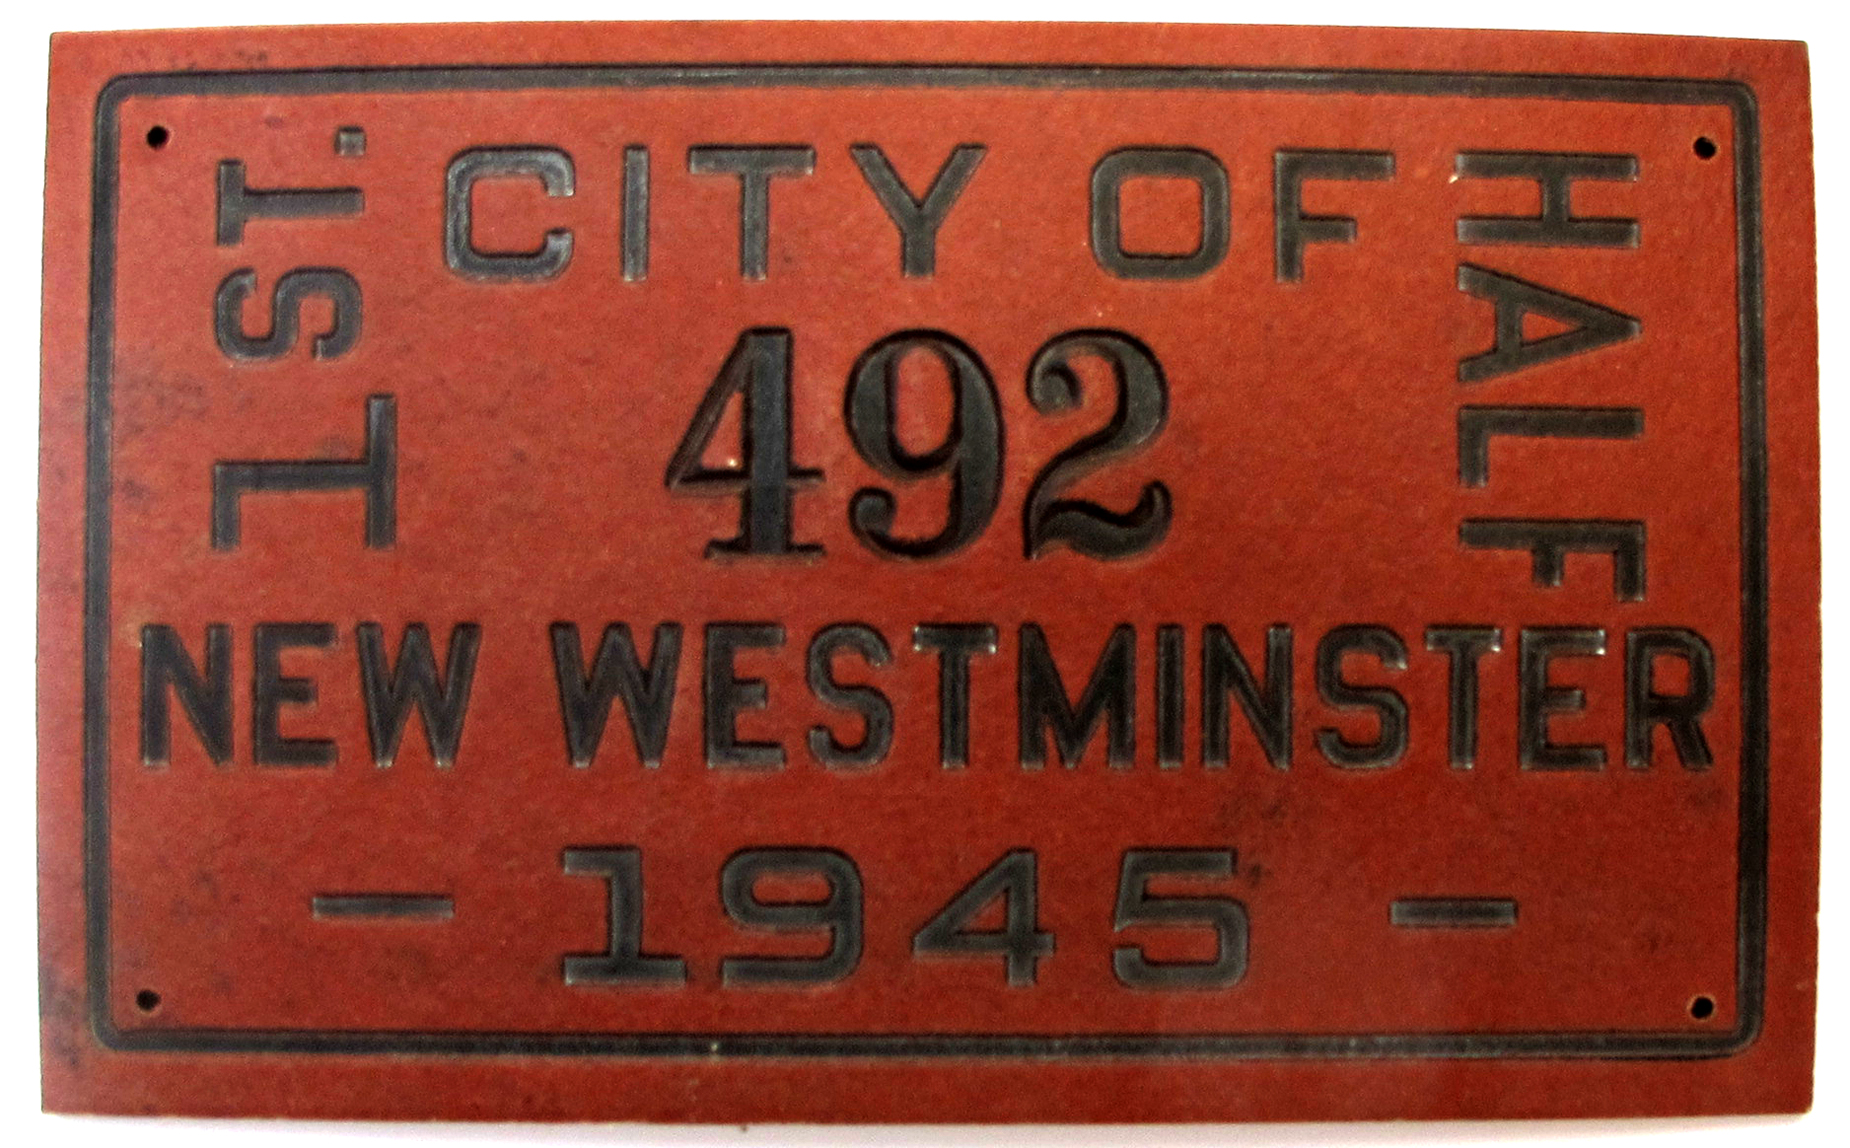 1ST.
CITY OF
HALF
492
NEW WESTMINSTER
- 1945 -